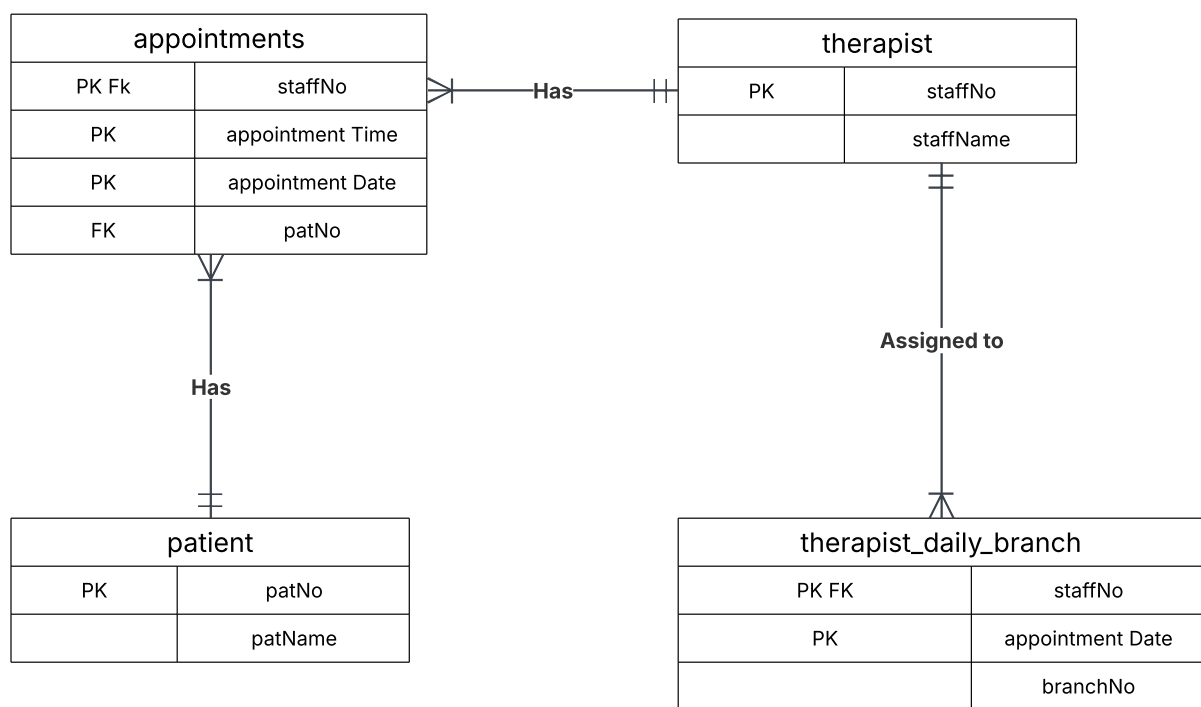 appointments
PK Fk staffNo
PK appointment Time
PK appointment Date
FK patNo
Has
therapist
PK staffNo
staffName
Has
Assigned to
patient
PK patNo
patName
therapist_daily_branch
PK FK staffNo
PK appointment Date
branchNo